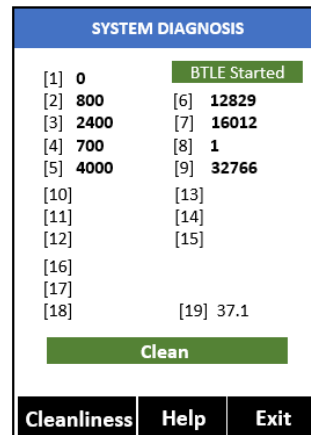 SYSTEM DIAGNOSIS
[1] 0 BTLE Started
[2] 800 [6] 12829
[3] 2400 [7] 16012
[4] 700 [8] 1
[5] 4000 [9] 32766
[10] [13]
[11] [14]
[12] [15]
[16]
[17]
[18] [19] 37.1
Clean
Cleanliness Help Exit